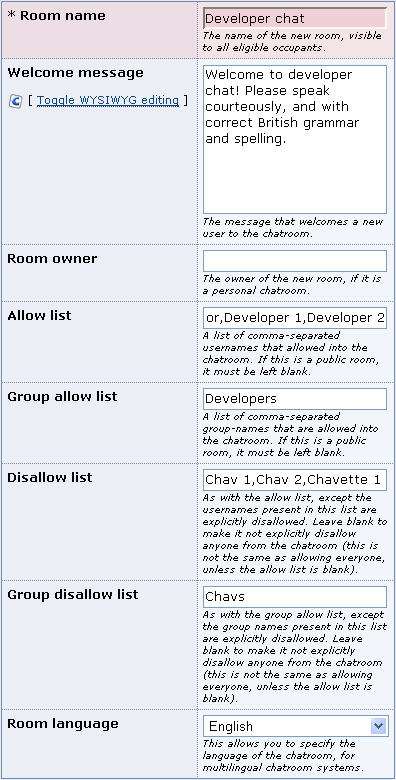 * Room name
Developer chat
The name of the new room, visible
to all eligible occupants.
Welcome message
[ Toggle WYSIWYG editing ]
Welcome to developer
chat! Please speak
courteously, and with
correct British grammar
and spelling.
The message that welcomes a new
user to the chatroom.
Room owner
The owner of the new room, if it is
a personal chatroom.
Allow list
or,Developer 1,Developer 2
A list of comma-separated
usernames that allowed into the
chatroom. If this is a public room,
it must be left blank.
Group allow list
Developers
A list of comma-separated
group-names that are allowed into
the chatroom. If this is a public
room, it must be left blank.
Disallow list
Chav 1,Chav 2,Chavette 1
As with the allow list, except the
usernames present in this list are
explicitly disallowed. Leave blank to
make it not explicitly disallow
anyone from the chatroom (this is
not the same as allowing everyone,
unless the allow list is blank).
Group disallow list
Chavs
As with the group allow list, except
the group names present in this list
are explicitly disallowed. Leave
blank to make it not explicitly
disallow anyone from the chatroom
(this is not the same as allowing
everyone, unless the allow list is
blank).
Room language
English
This allows you to specify the
language of the chatroom, for
multilingual chatroom systems.